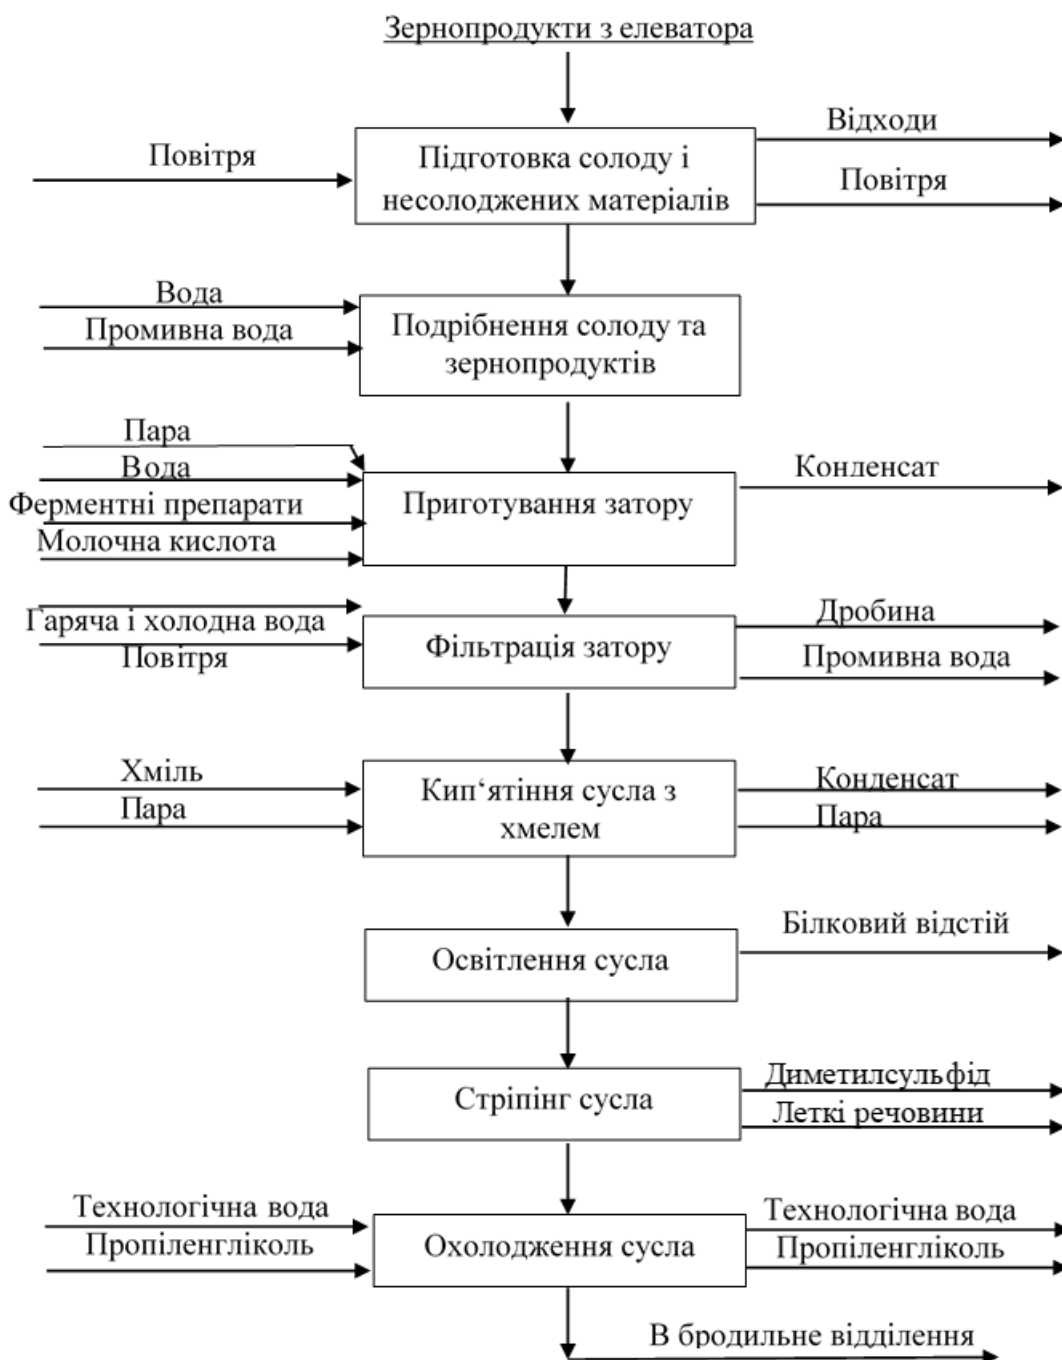 Зернопродукти з елеватора
Відходи
Повітря
Підготовка солоду і
несолоджених матеріалів
Повітря
Вода
Промивна вода
Подрібнення солоду та
зернопродуктів
Пара
Вода
Ферментні препарати
Молочна кислота
Приготування затору
Конденсат
Гаряча і холодна вода
Повітря
Фільтрація затору
Дробина
Промивна вода
Хміль
Пара
Кип‘ятіння сусла з
хмелем
Конденсат
Пара
Освітлення сусла
Білковий відстій
Стріпінг сусла
Диметилсульфід
Леткі речовини
Технологічна вода
Пропіленгліколь
Охолодження сусла
Технологічна вода
Пропіленгліколь
В бродильне відділення